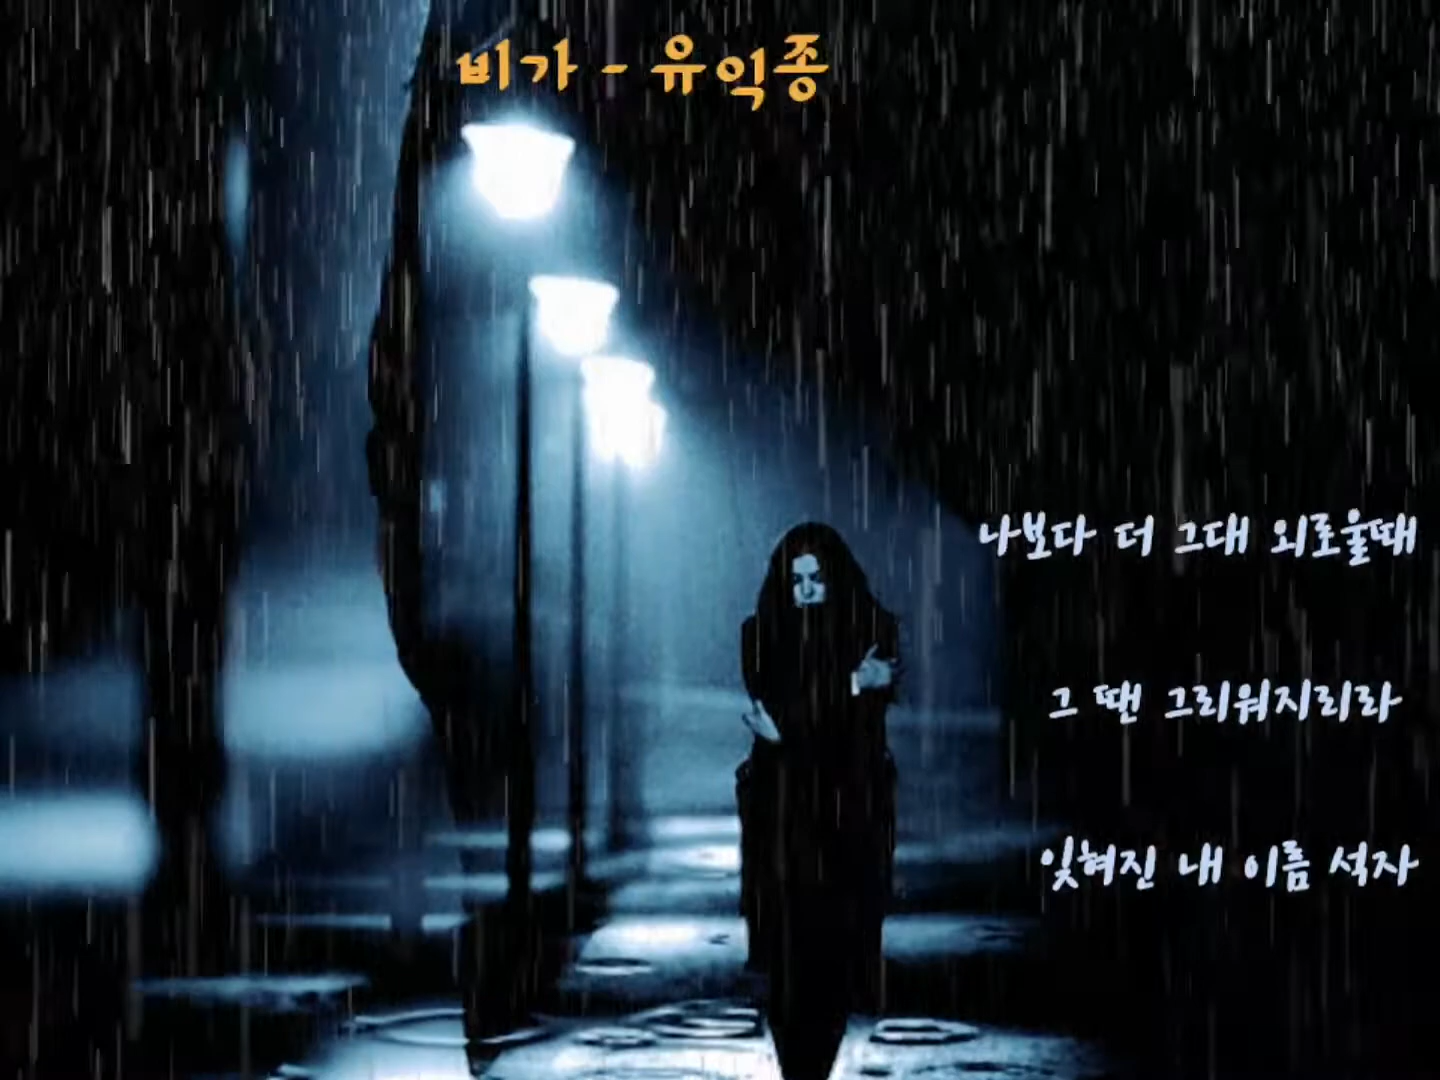 비가 - 유익종
나보다 더 그대 외로울때
그 땐 그리워지리라
잊혀진 내 이름 석자